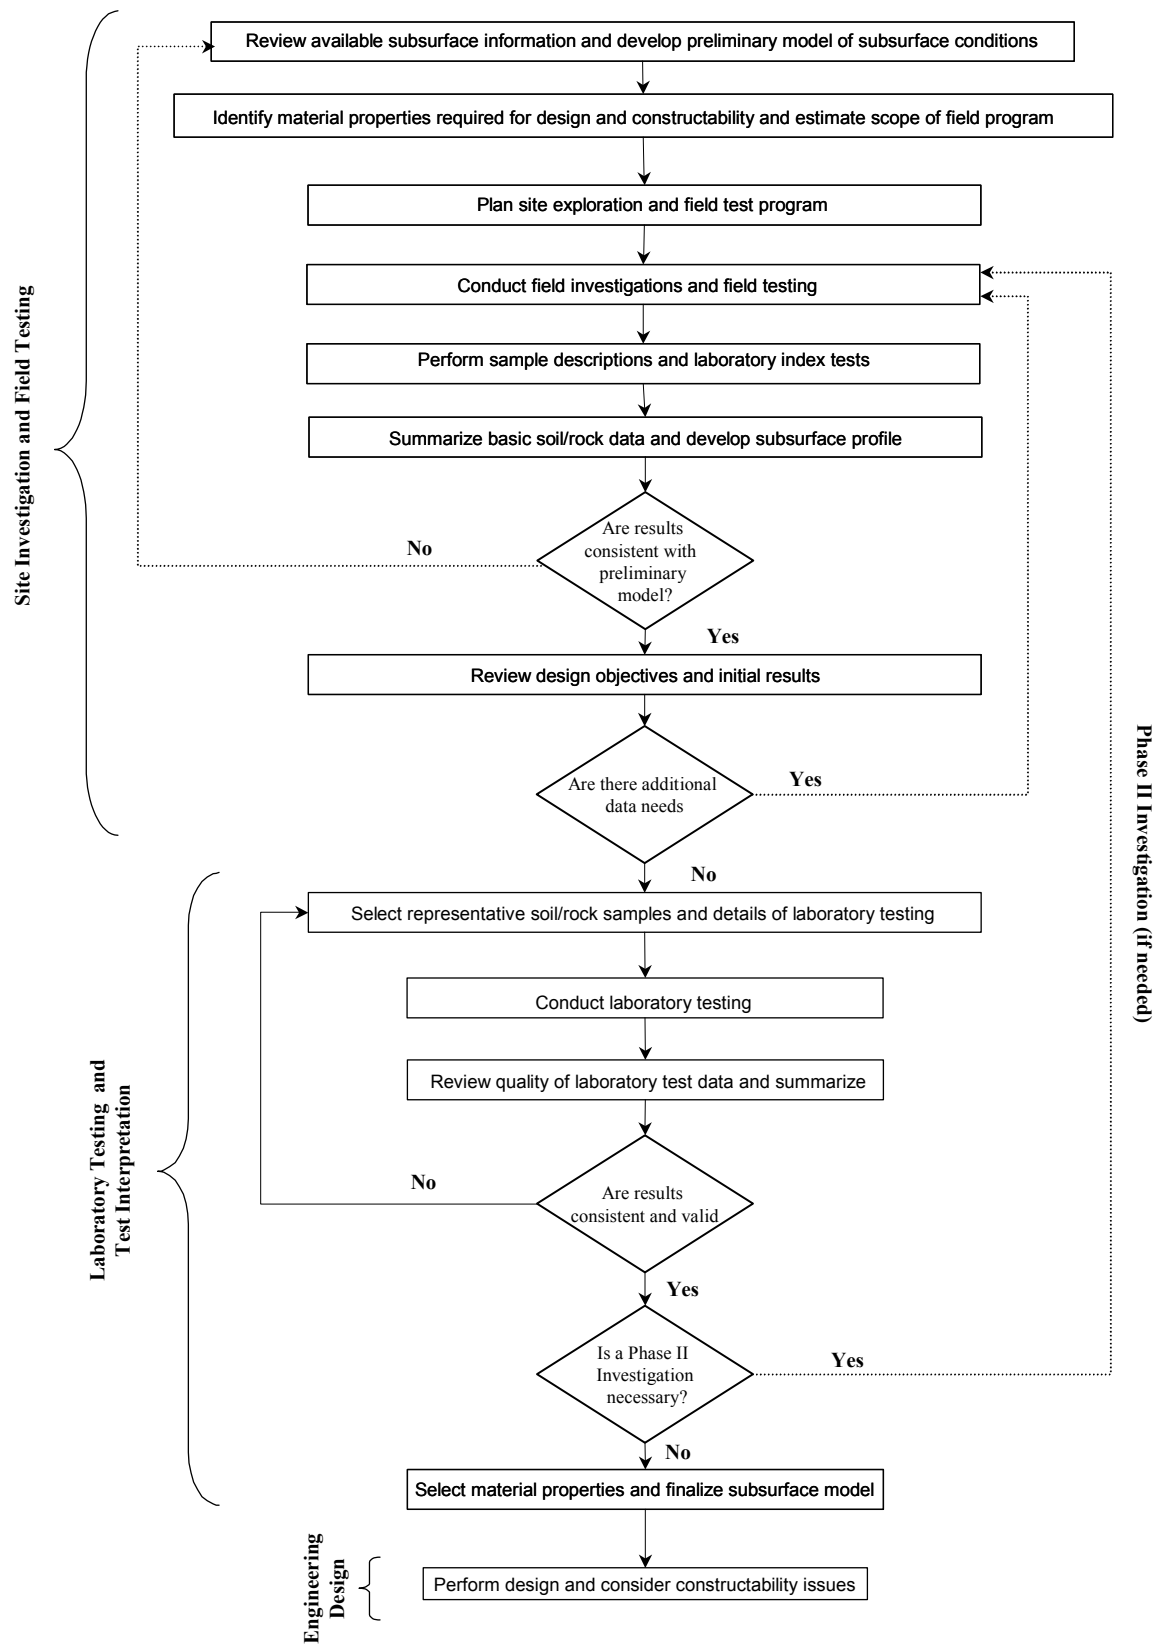 Review available subsurface information and develop preliminary model of subsurface conditions
Identify material properties required for design and constructability and estimate scope of field program
Plan site exploration and field test program
Conduct field investigations and field testing
Perform sample descriptions and laboratory index tests
Summarize basic soil/rock data and develop subsurface profile
Site Investigation and Field Testing
Are results
consistent with
preliminary
model?
No
Yes
Review design objectives and initial results
Are there additional
data needs
Yes
No
Phase II Investigation (if needed)
Select representative soil/rock samples and details of laboratory testing
Conduct laboratory testing
Review quality of laboratory test data and summarize
Laboratory Testing and
Test Interpretation
Are results
consistent and valid
No
Yes
Is a Phase II
Investigation
necessary?
Yes
No
Select material properties and finalize subsurface model
Engineering
Design
Perform design and consider constructability issues